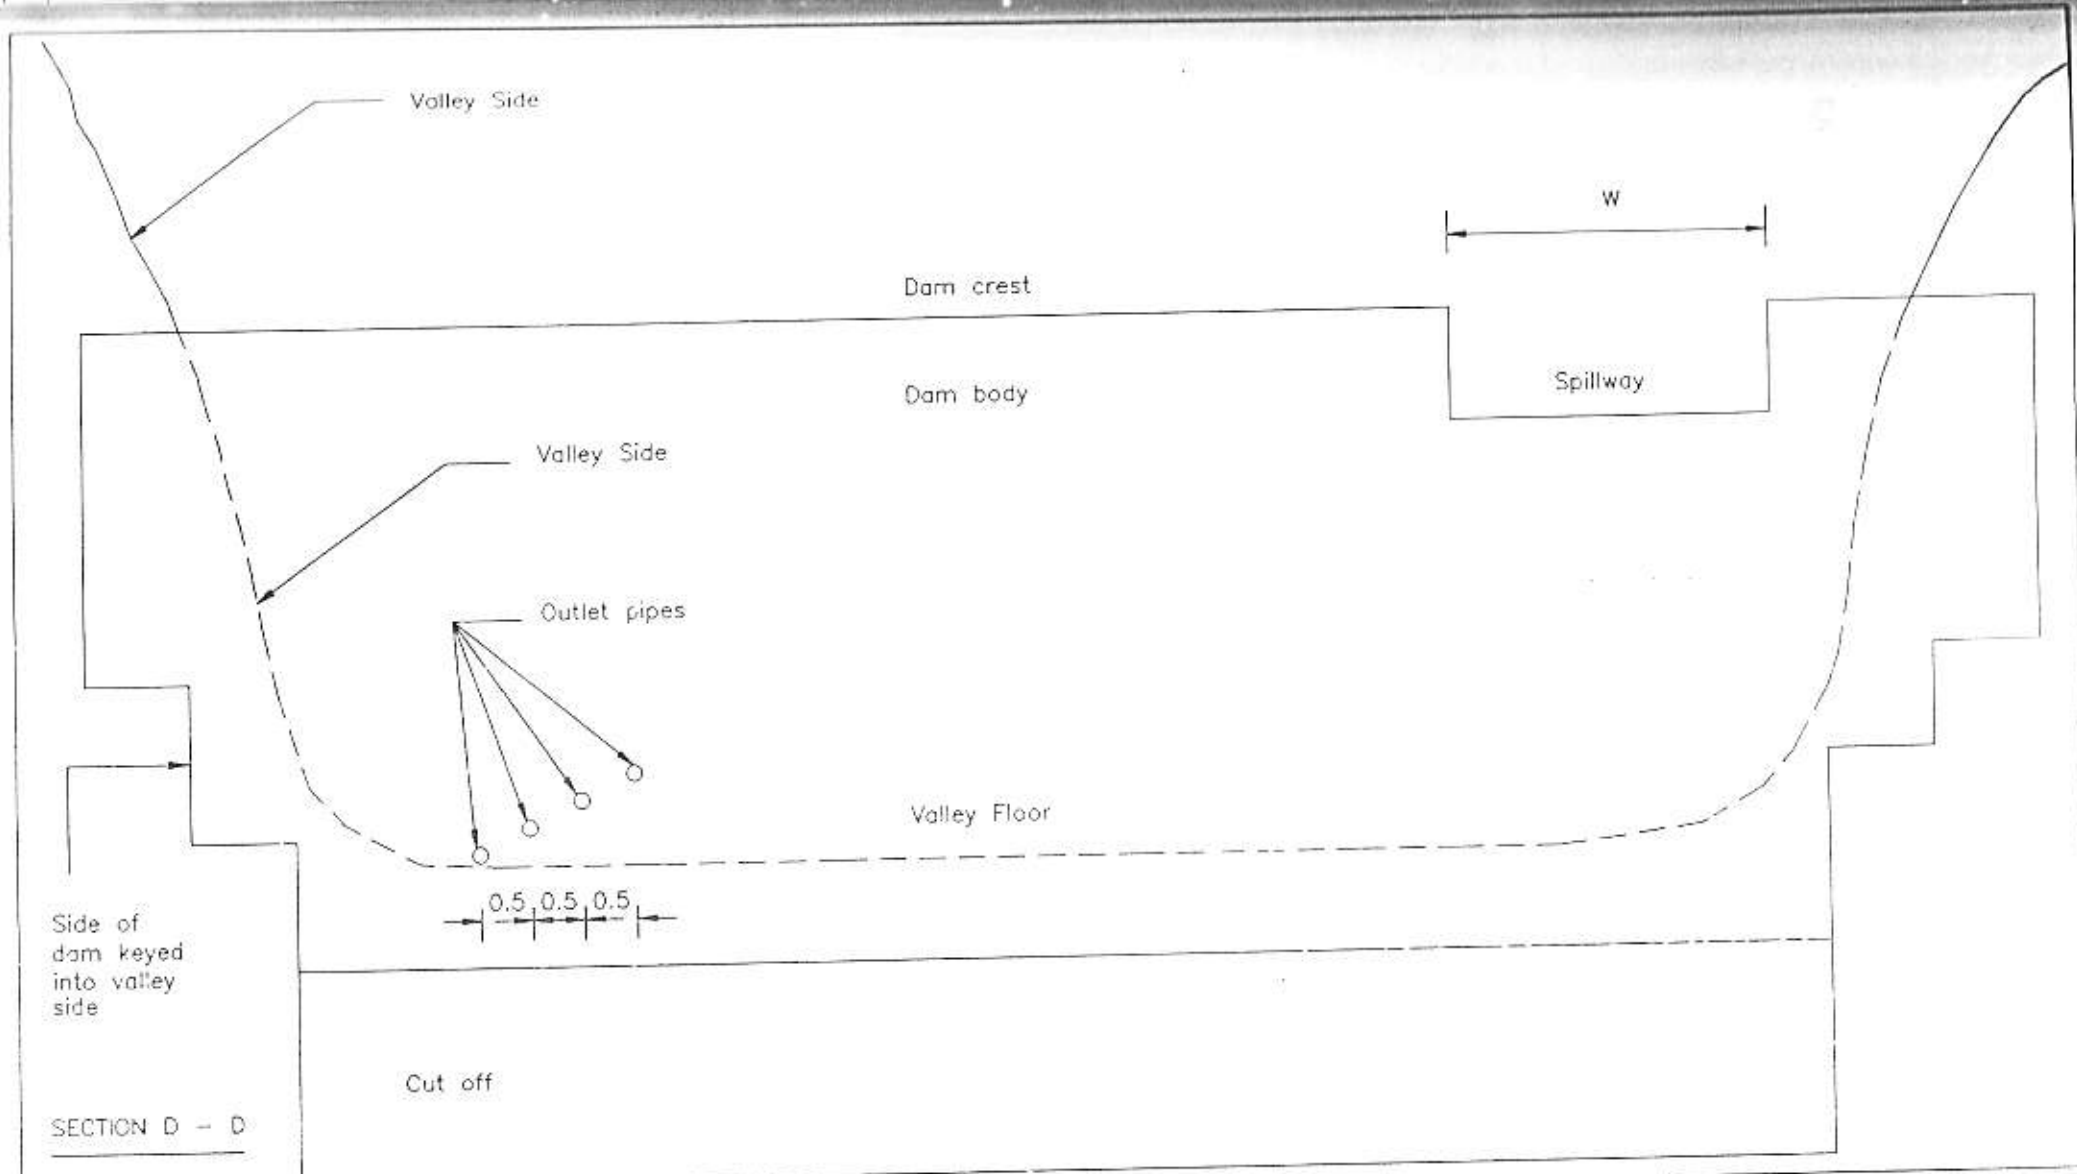 Valley Side
W
Dam crest
Spillway
Dam body
Valley Side
Outlet pipes
Valley Floor
0.5 0.5 0.5
Side of
dam keyed
into valley
side
Cut off
SECTION D - D